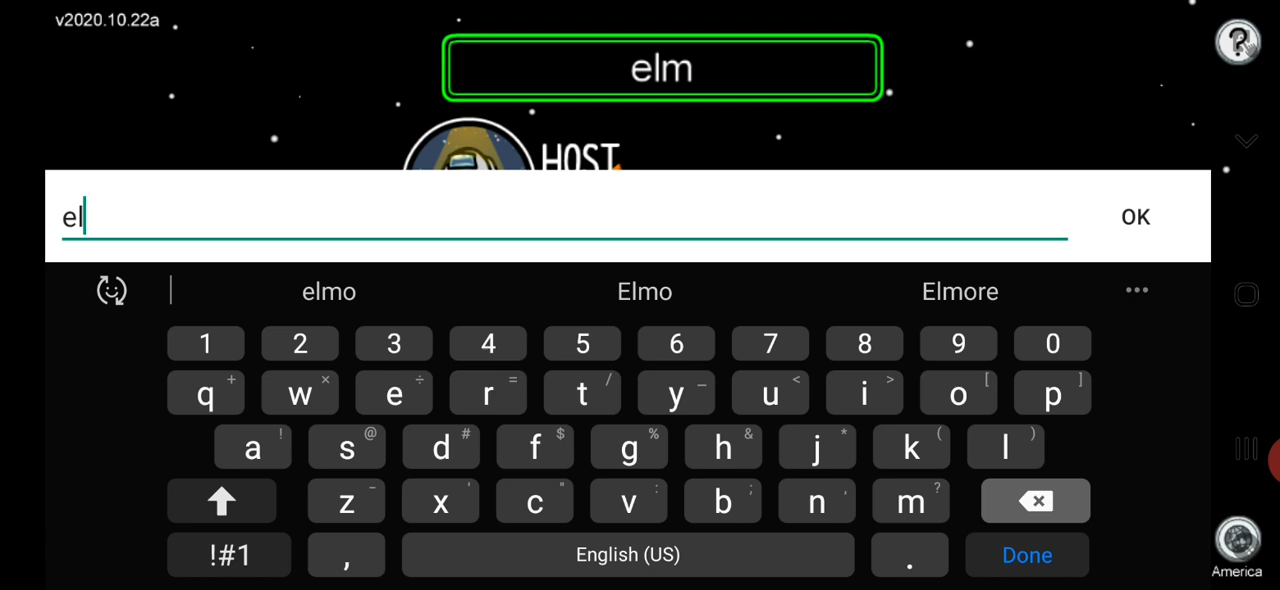 v2020.10.22a
elm
HOST
el
OK
elmo Elmo Elmore ...
1 2 3 4 5 6 7 8 9 0
q + w × e ÷ r = t / y _ u < i > o [ p ]
a ! s @ d # f $ g % h & j * k ( l )
z - x ' c " v : b ; n , m ?
!#1 , English (US) . Done
America